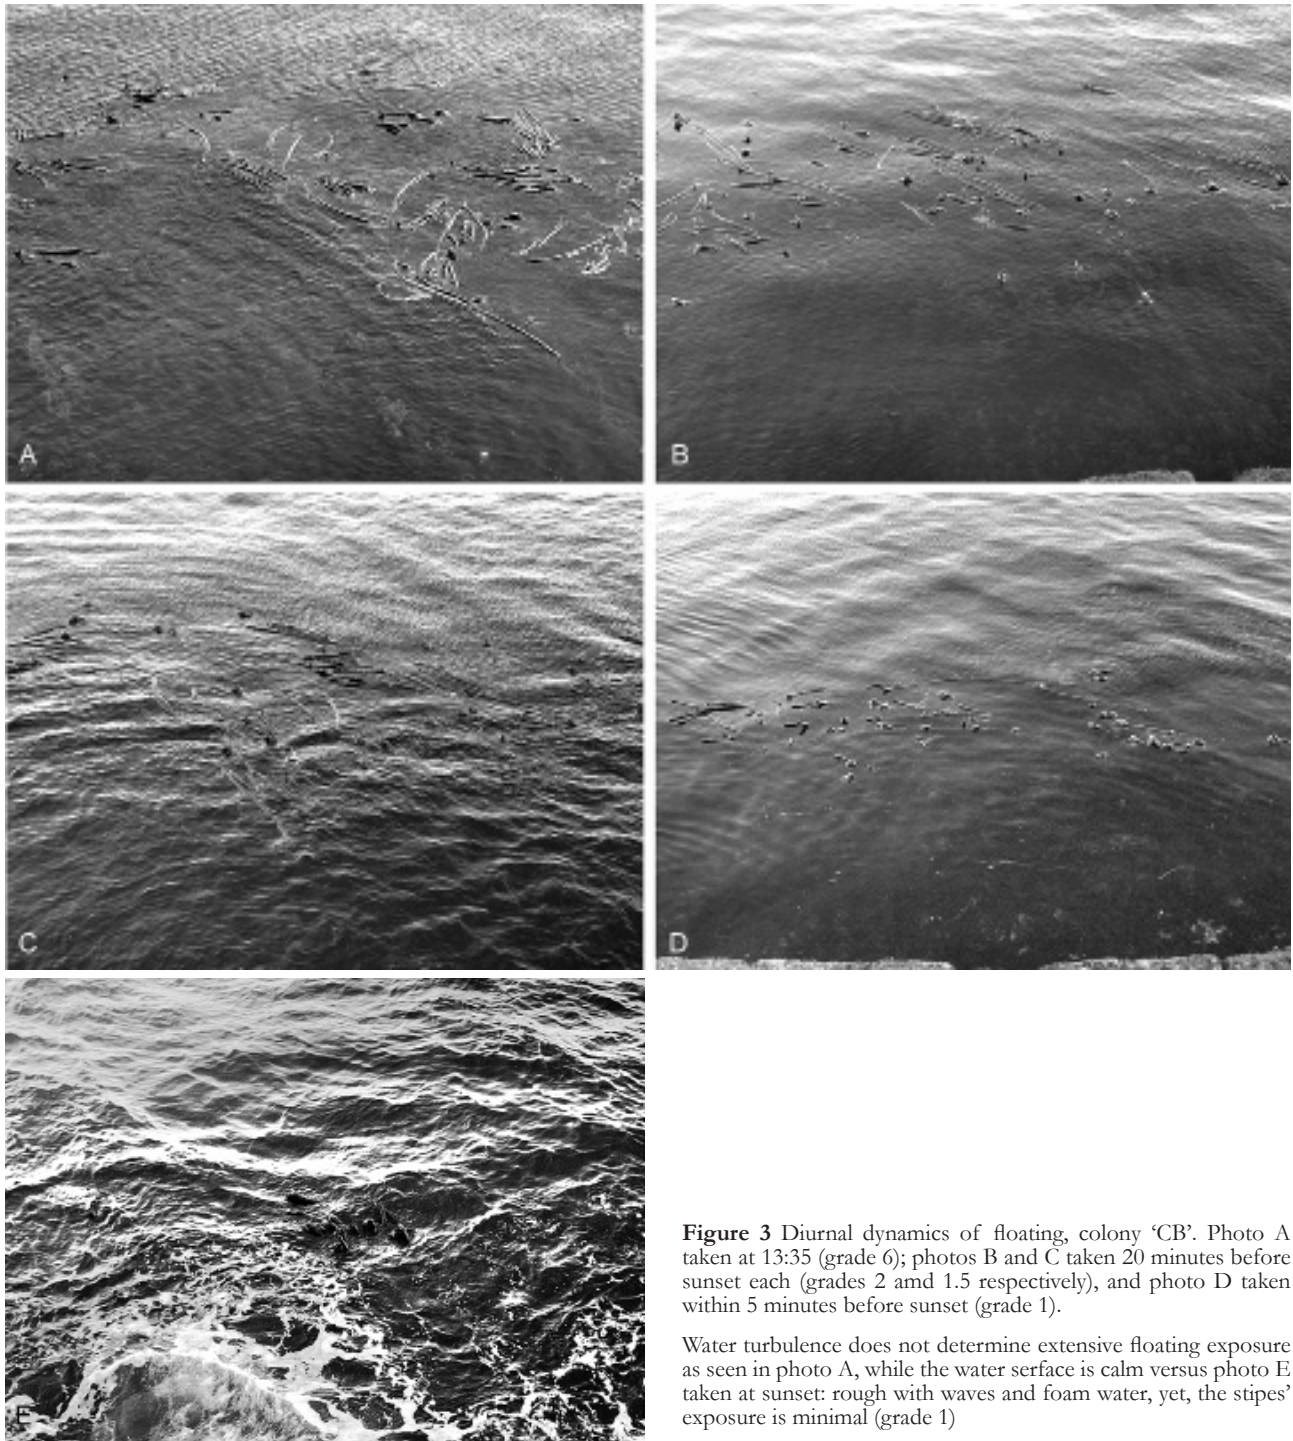 A
B
C
D
E
Figure 3 Diurnal dynamics of floating, colony ‘CB’. Photo A
taken at 13:35 (grade 6); photos B and C taken 20 minutes before
sunset each (grades 2 amd 1.5 respectively), and photo D taken
within 5 minutes before sunset (grade 1).
Water turbulence does not determine extensive floating exposure
as seen in photo A, while the water serface is calm versus photo E
taken at sunset: rough with waves and foam water, yet, the stipes’
exposure is minimal (grade 1)